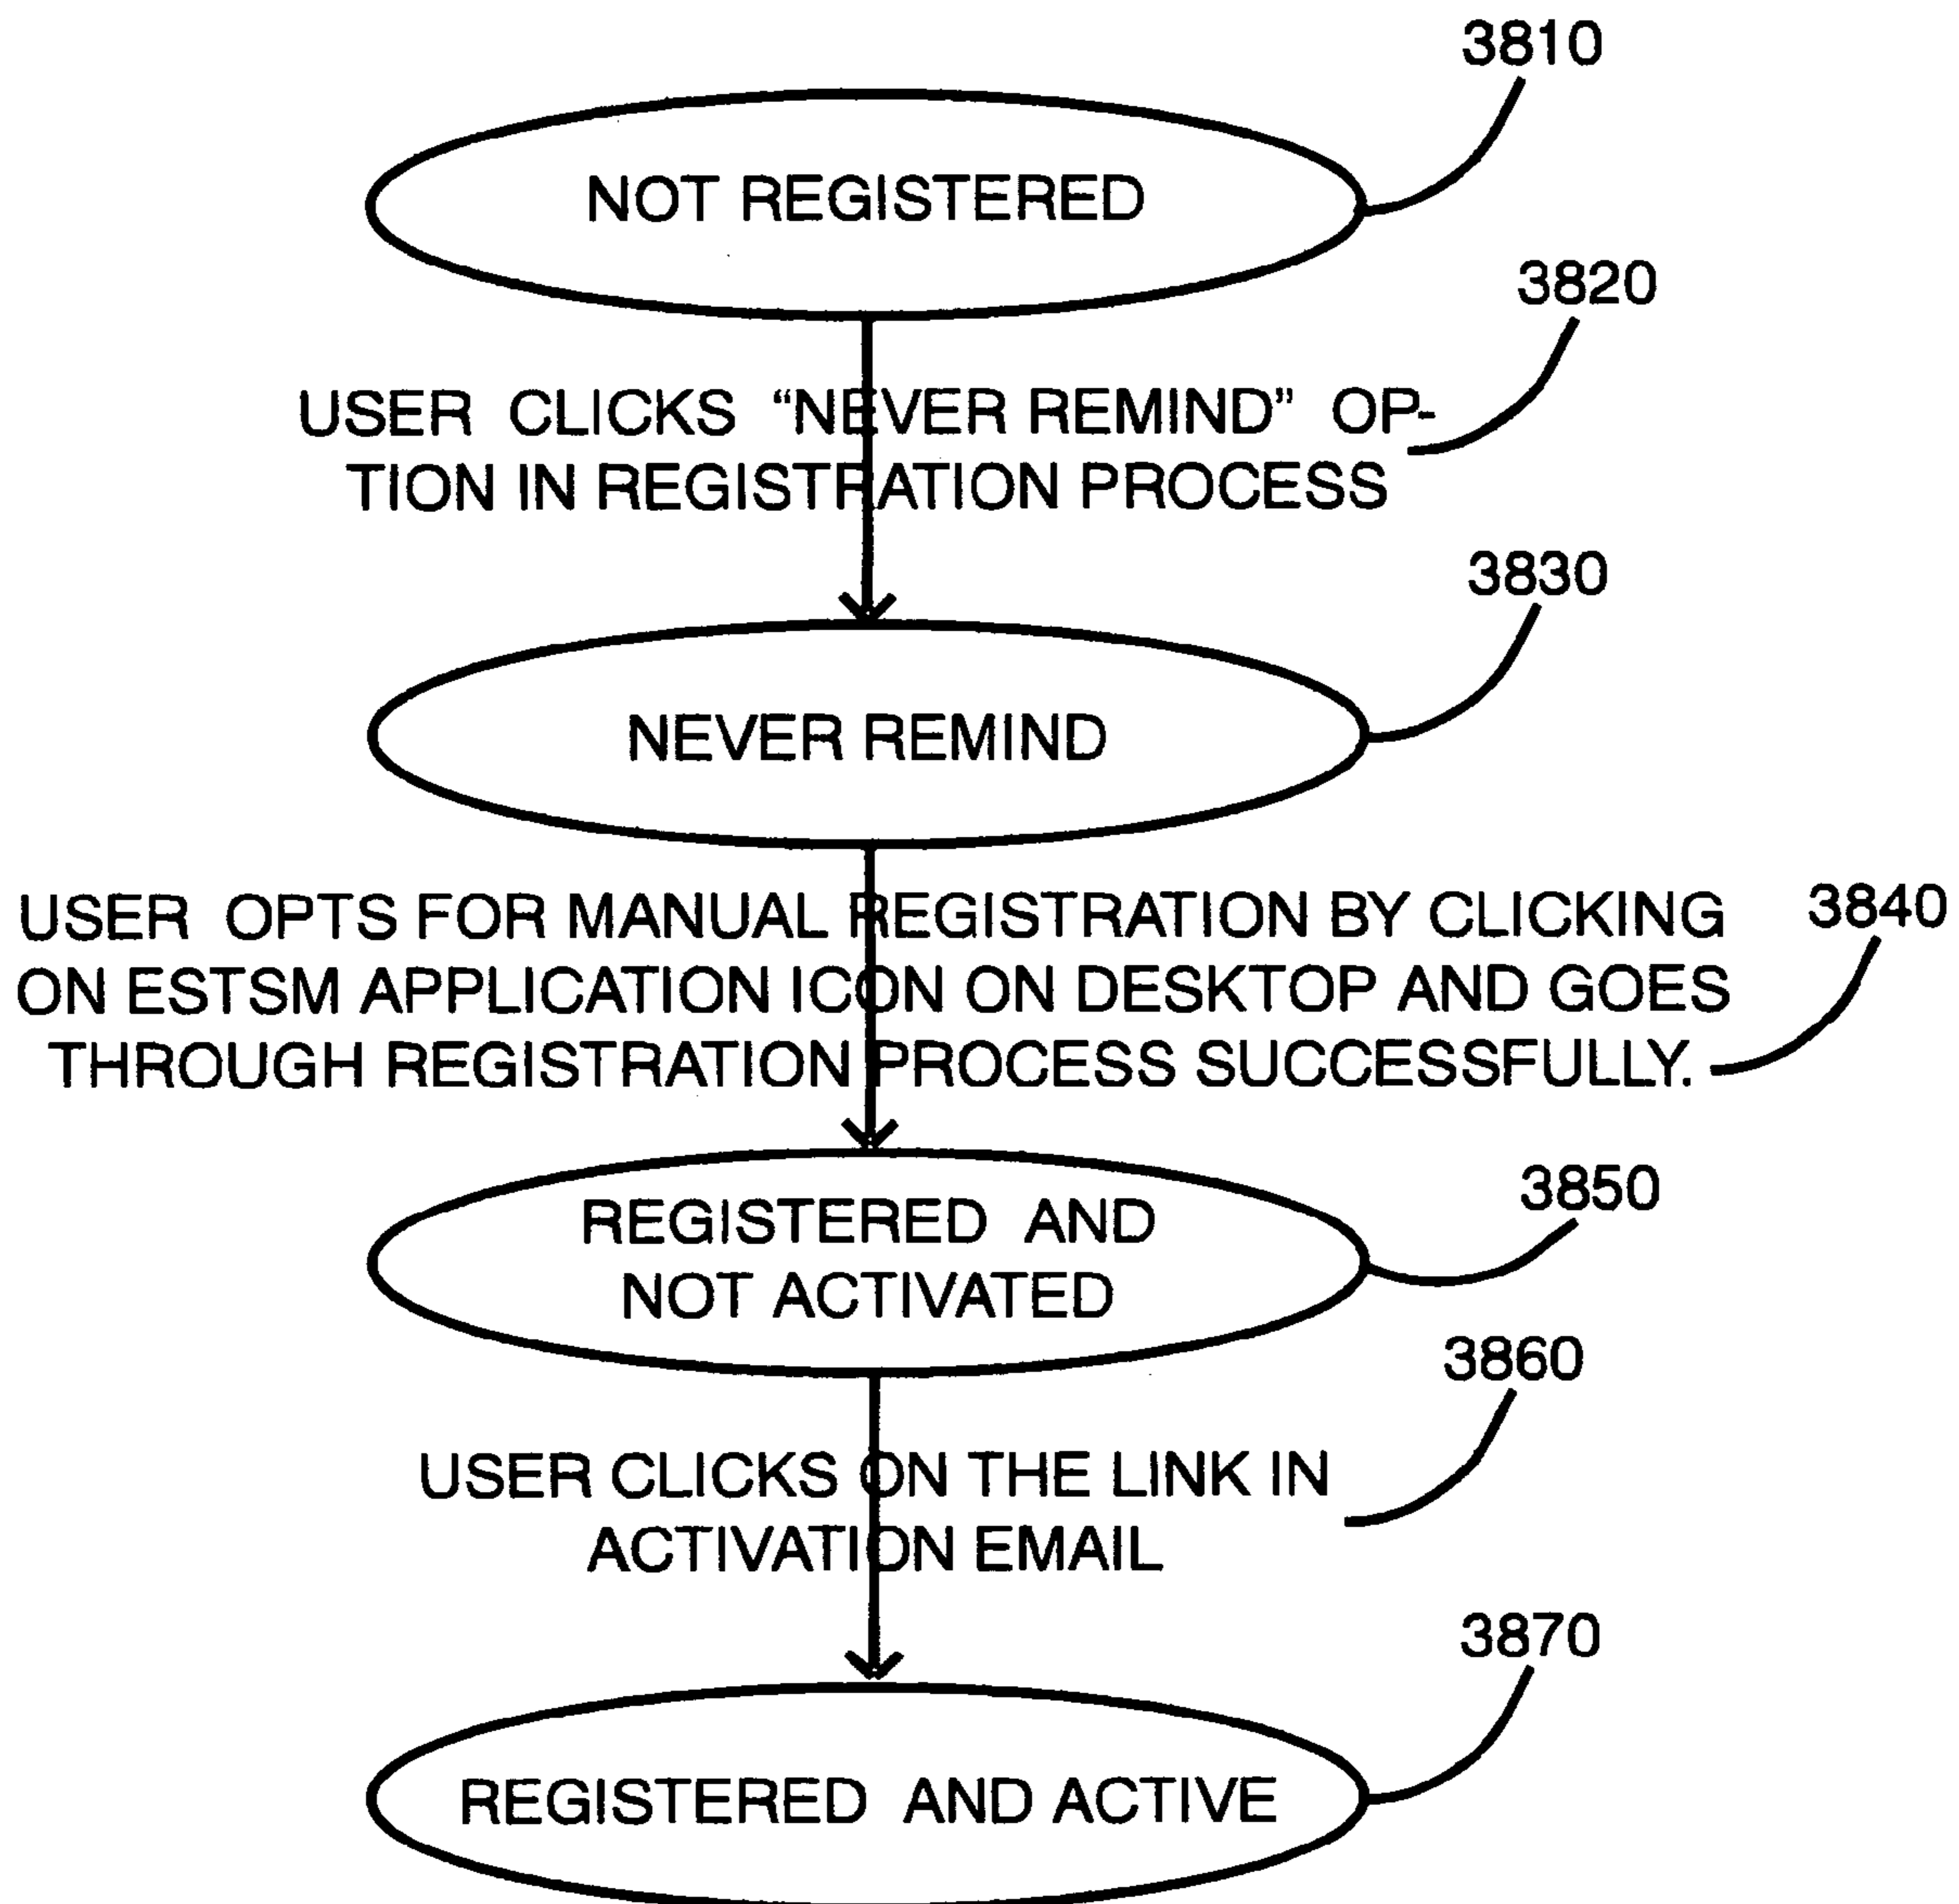 3810
NOT REGISTERED
3820
USER CLICKS “NEVER REMIND” OP-
TION IN REGISTRATION PROCESS
3830
NEVER REMIND
USER OPTS FOR MANUAL REGISTRATION BY CLICKING
3840
ON ESTSM APPLICATION ICON ON DESKTOP AND GOES
THROUGH REGISTRATION PROCESS SUCCESSFULLY.
3850
REGISTERED AND
NOT ACTIVATED
3860
USER CLICKS ON THE LINK IN
ACTIVATION EMAIL
3870
REGISTERED AND ACTIVE